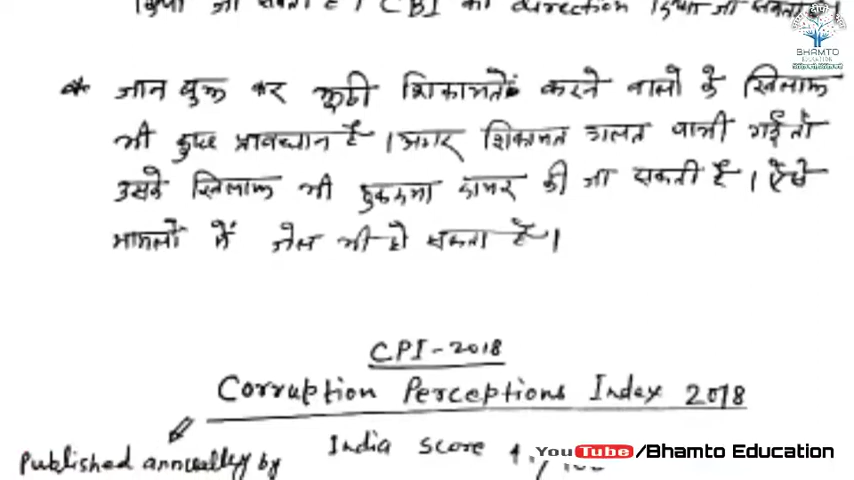 किया जा सकता है। CBI को direction दिया जा सकता है।
BHAMTO
EDUCATION
* जान बुझ कर झूठी शिकायतें करने वालो के खिलाफ
भी कुछ प्रावधान है। अगर शिकायत गलत पायी गई तो
उसके खिलाफ भी मुकदमा दायर की जा सकती है। ऐसे
मामलों में जेल भी हो सकता है।
CPI-2018
Corruption Perceptions Index 2018
Published annually by India Score
YouTube /Bhamto Education